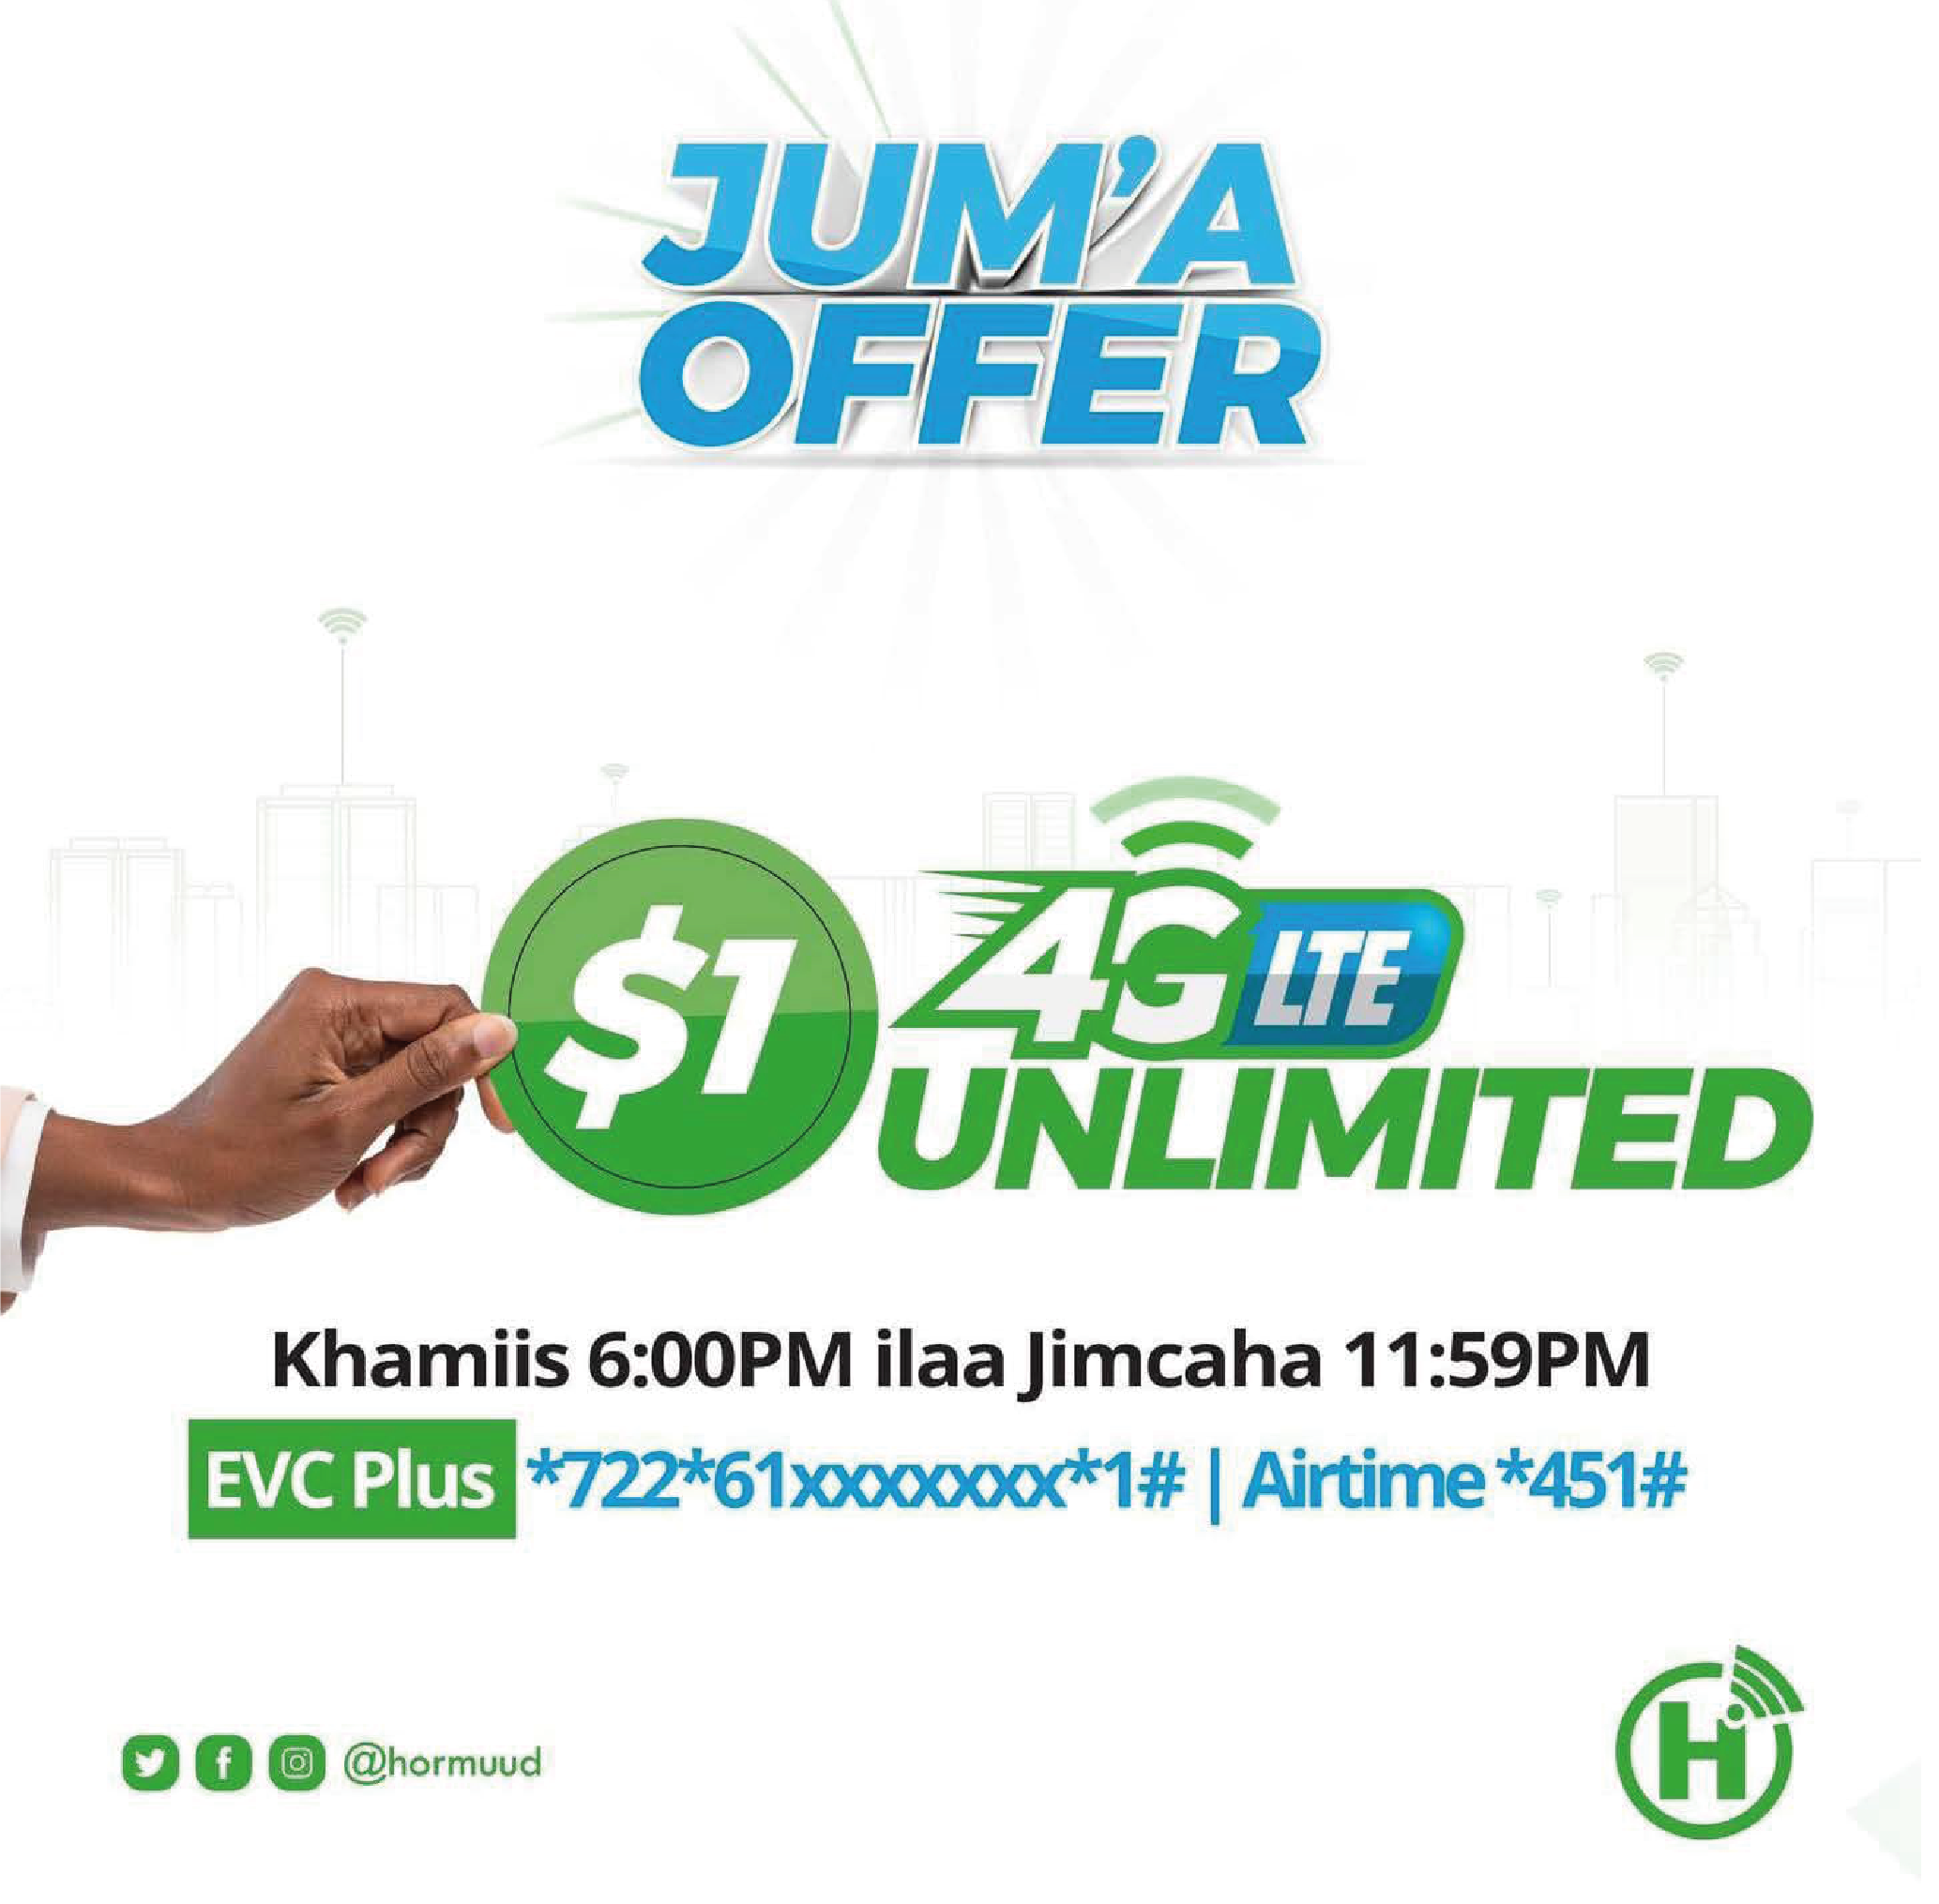 JUM'A
OFFER
$1
4G LTE
UNLIMITED
Khamiis 6:00PM ilaa Jimcaha 11:59PM
EVC Plus *722*61xxxxxxx*1# | Airtime *451#
@hormuud
H